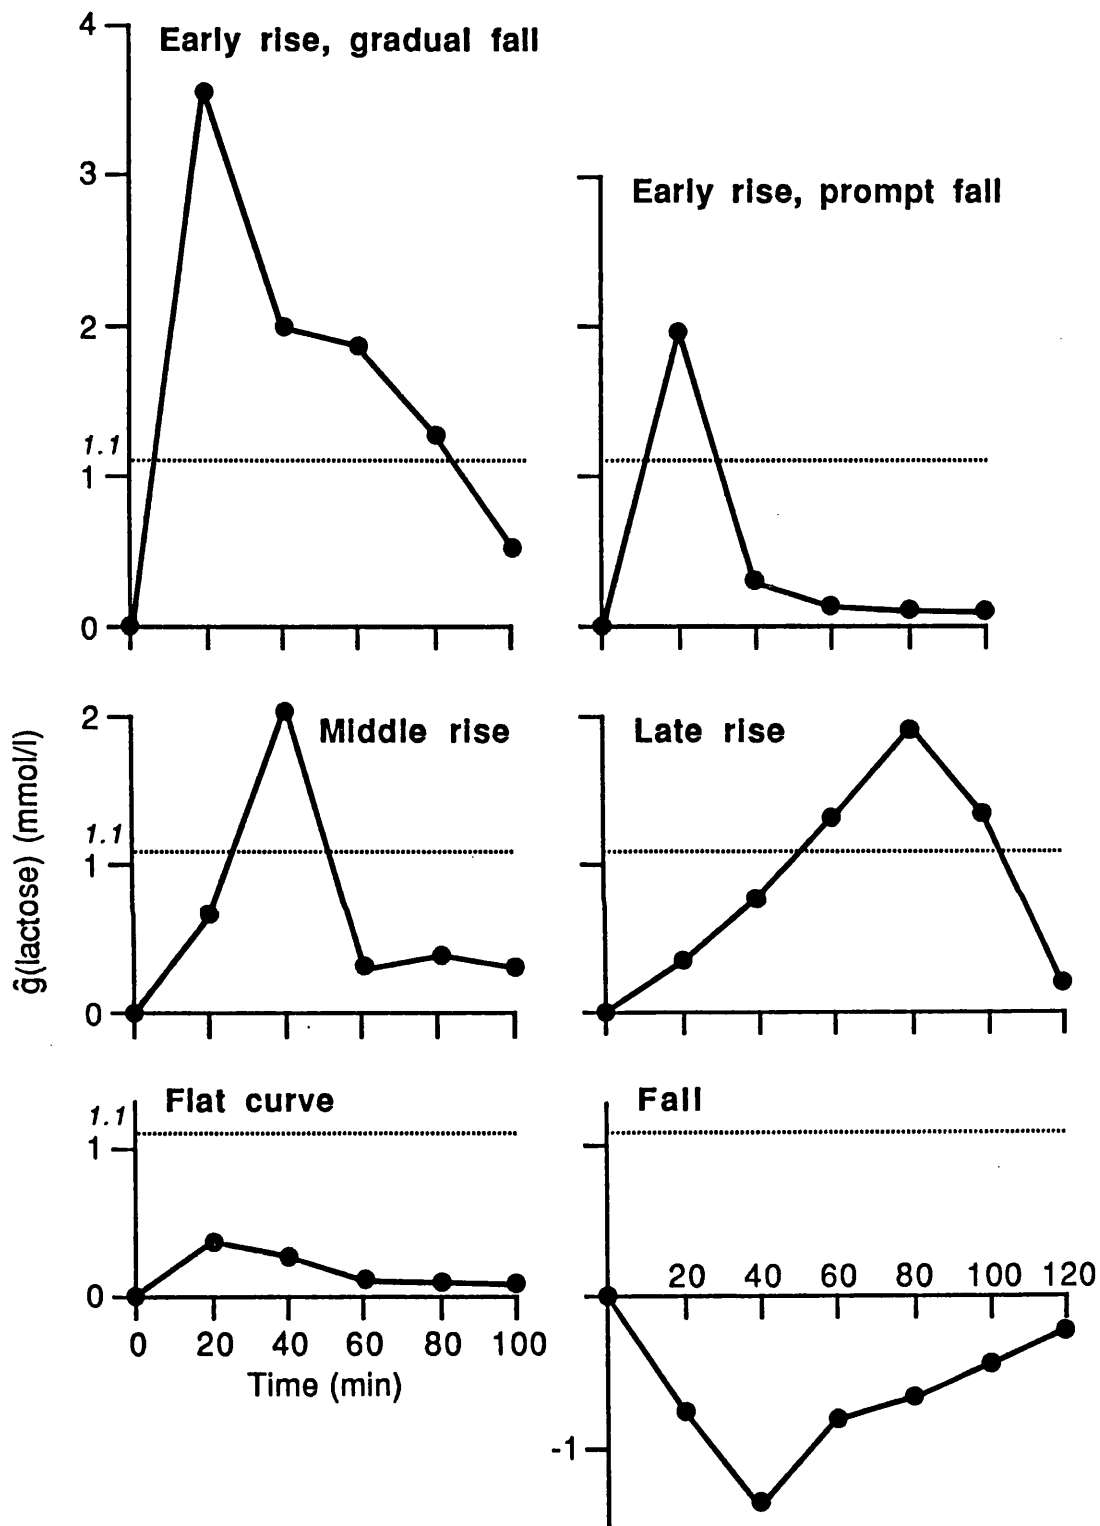 4
Early rise, gradual fall
3
Early rise, prompt fall
2
1.1
1
0
2
Middle rise
Late rise
1.1
1
0
ĝ(lactose) (mmol/l)
Flat curve
Fall
1.1
1
0
20 40 60 80 100 120
0 20 40 60 80 100
Time (min)
-1